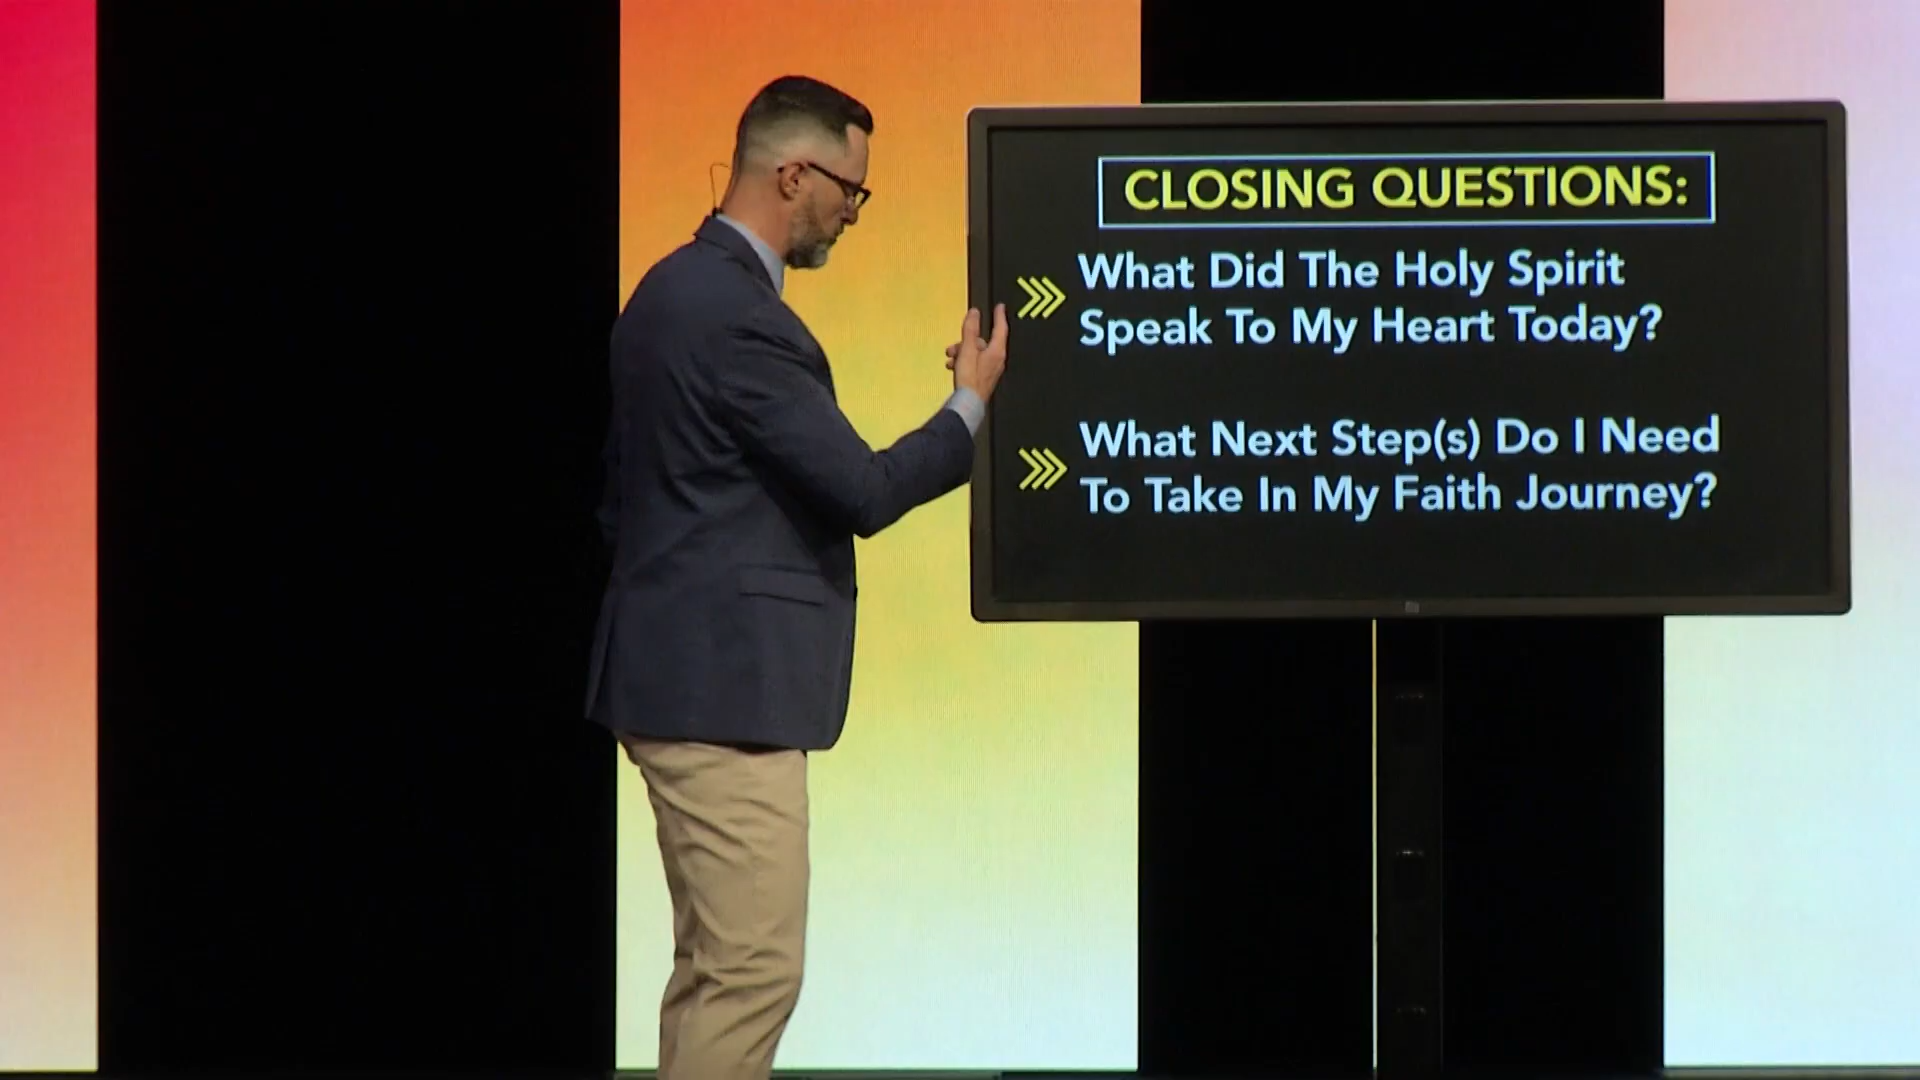 CLOSING QUESTIONS:
What Did The Holy Spirit
Speak To My Heart Today?
What Next Step(s) Do I Need
To Take In My Faith Journey?